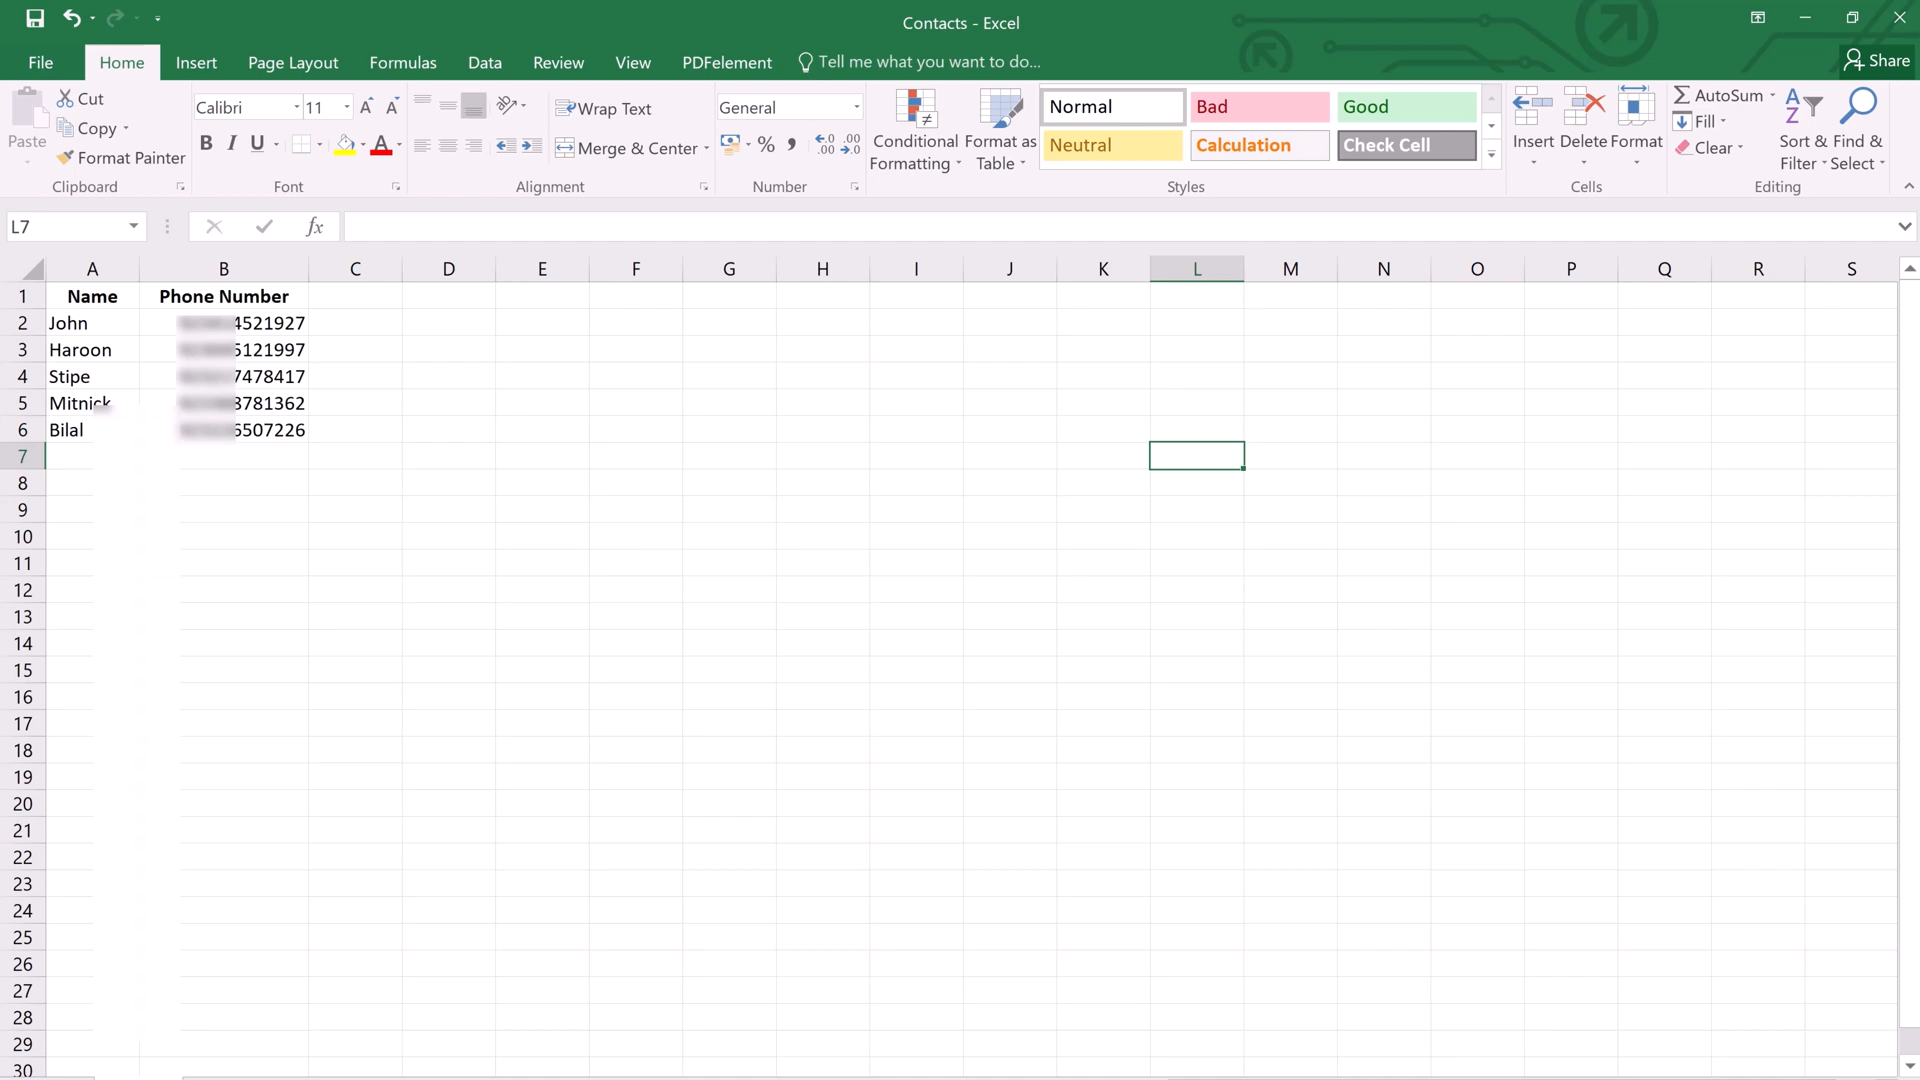 Contacts - Excel
File Home Insert Page Layout Formulas Data Review View PDFelement Tell me what you want to do... Share
Paste
Cut
Copy
Format Painter
Clipboard
Calibri 11 A A
B I U A
Font
Wrap Text
Merge & Center
Alignment
General
% , .00 .00
Number
Conditional Formatting
Format as Table
Normal Bad Good
Neutral Calculation Check Cell
Styles
Insert Delete Format
Cells
AutoSum
Fill
Clear
Sort & Filter
Find & Select
Editing
L7 fx
A B C D E F G H I J K L M N O P Q R S
1 Name Phone Number
2 John 4521927
3 Haroon 5121997
4 Stipe 7478417
5 Mitnick 8781362
6 Bilal 6507226
7
8
9
10
11
12
13
14
15
16
17
18
19
20
21
22
23
24
25
26
27
28
29
30